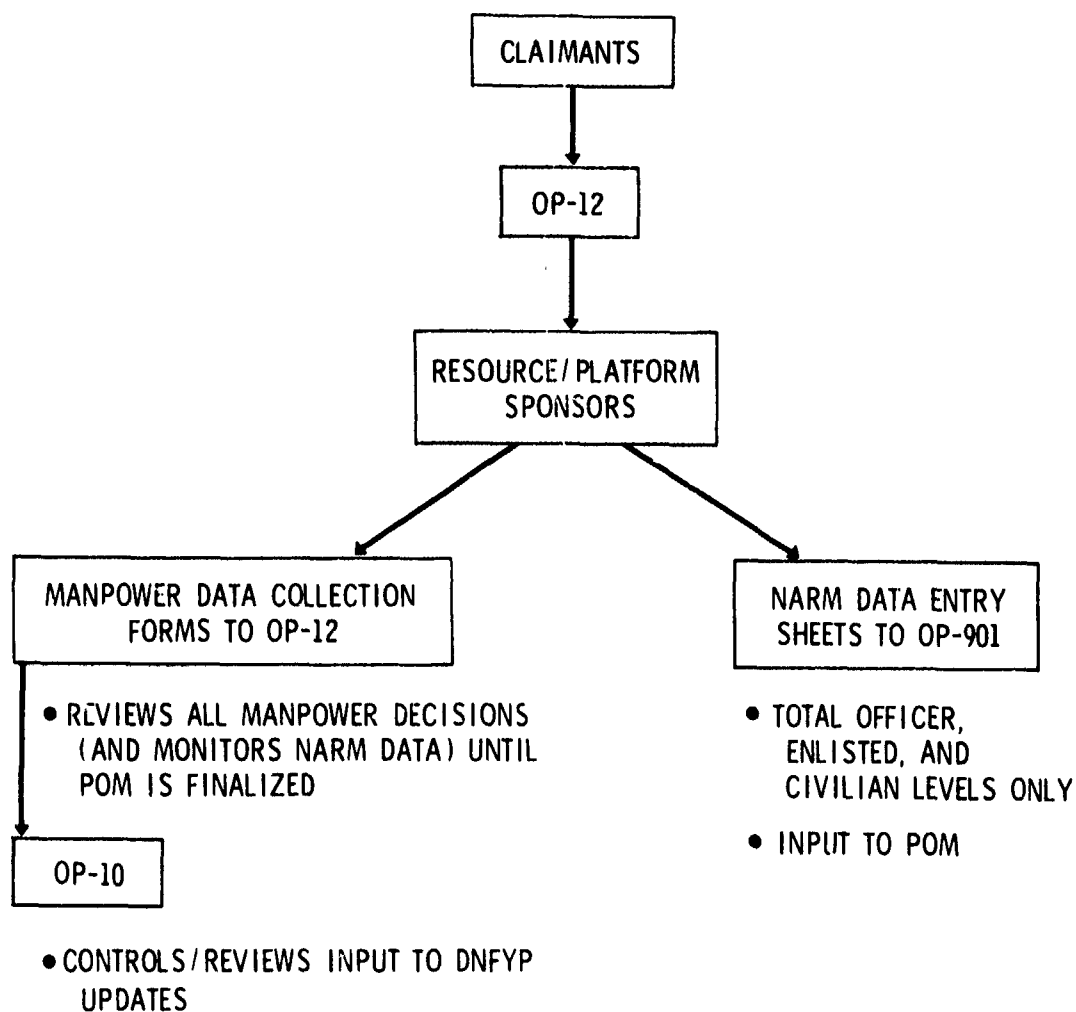 CLAIMANTS
OP-12
RESOURCE/PLATFORM
SPONSORS
MANPOWER DATA COLLECTION
FORMS TO OP-12
• REVIEWS ALL MANPOWER DECISIONS
(AND MONITORS NARM DATA) UNTIL
POM IS FINALIZED
OP-10
• CONTROLS/REVIEWS INPUT TO DNFYP
UPDATES
NARM DATA ENTRY
SHEETS TO OP-901
• TOTAL OFFICER,
ENLISTED, AND
CIVILIAN LEVELS ONLY
• INPUT TO POM